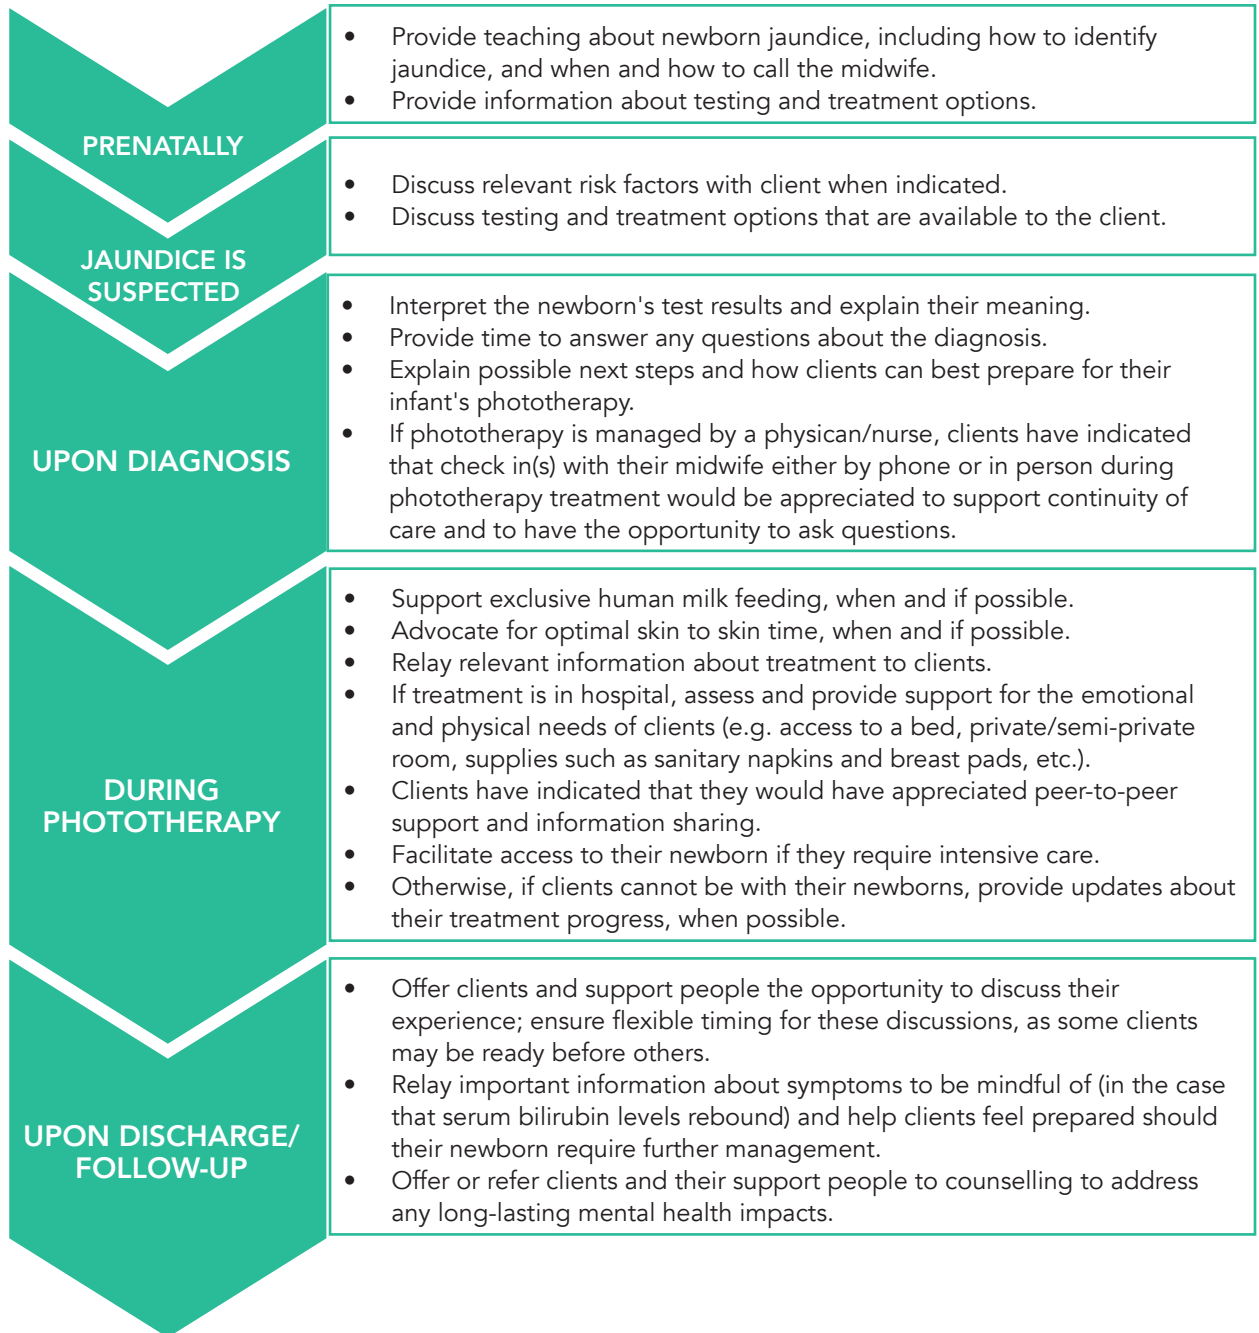 PRENATALLY
• Provide teaching about newborn jaundice, including how to identify
jaundice, and when and how to call the midwife.
• Provide information about testing and treatment options.
JAUNDICE IS
SUSPECTED
• Discuss relevant risk factors with client when indicated.
• Discuss testing and treatment options that are available to the client.
UPON DIAGNOSIS
• Interpret the newborn's test results and explain their meaning.
• Provide time to answer any questions about the diagnosis.
• Explain possible next steps and how clients can best prepare for their
infant's phototherapy.
• If phototherapy is managed by a physican/nurse, clients have indicated
that check in(s) with their midwife either by phone or in person during
phototherapy treatment would be appreciated to support continuity of
care and to have the opportunity to ask questions.
DURING
PHOTOTHERAPY
• Support exclusive human milk feeding, when and if possible.
• Advocate for optimal skin to skin time, when and if possible.
• Relay relevant information about treatment to clients.
• If treatment is in hospital, assess and provide support for the emotional
and physical needs of clients (e.g. access to a bed, private/semi-private
room, supplies such as sanitary napkins and breast pads, etc.).
• Clients have indicated that they would have appreciated peer-to-peer
support and information sharing.
• Facilitate access to their newborn if they require intensive care.
• Otherwise, if clients cannot be with their newborns, provide updates about
their treatment progress, when possible.
UPON DISCHARGE/
FOLLOW-UP
• Offer clients and support people the opportunity to discuss their
experience; ensure flexible timing for these discussions, as some clients
may be ready before others.
• Relay important information about symptoms to be mindful of (in the case
that serum bilirubin levels rebound) and help clients feel prepared should
their newborn require further management.
• Offer or refer clients and their support people to counselling to address
any long-lasting mental health impacts.